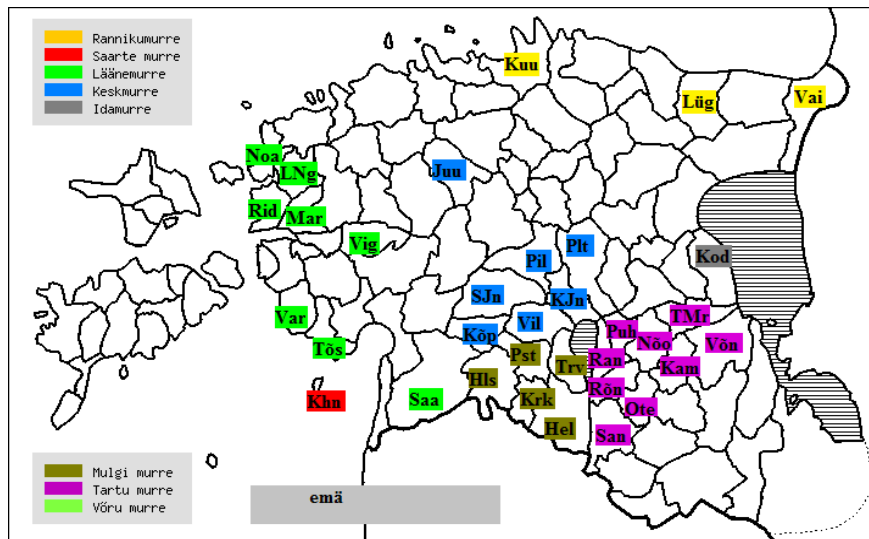 Rannikumurre
Saarte murre
Läänemurre
Keskmurre
Idamurre
Kuu
Lüg
Vai
Noa
LNg
Juu
Rid
Mar
Vig
Plt
Pil
Kod
SJn
KJn
Var
Vil
Puh
TMr
Kõp
Nõo
Võn
Tõs
Pst
Trv
Ran
Kam
Hls
Rõn
Khn
Saa
Krk
Ote
Hel
San
Mulgi murre
Tartu murre
Võru murre
emä